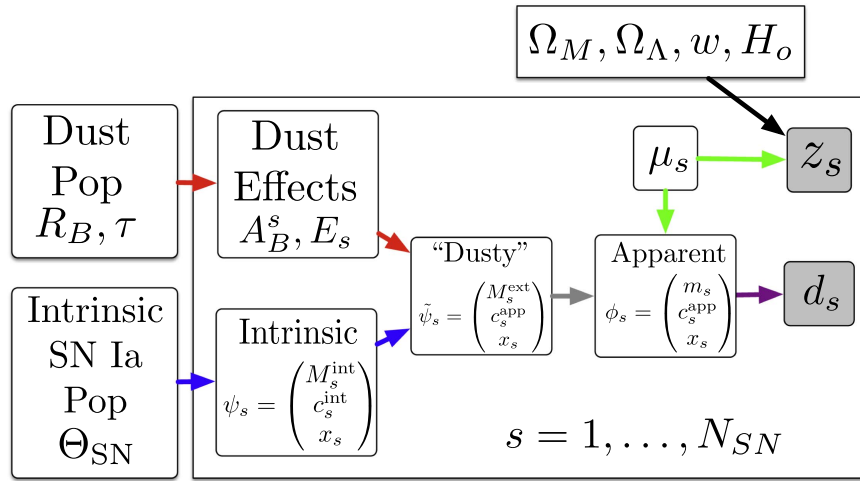 Ω_M, Ω_Λ, w, H_o
Dust
Pop
R_B, τ
Dust
Effects
A_B^s, E_s
μ_s
z_s
“Dusty”
ψ̃_s = ( M_s^ext
c_s^app
x_s )
Apparent
φ_s = ( m_s
c_s^app
x_s )
d_s
Intrinsic
SN Ia
Pop
Θ_SN
Intrinsic
ψ_s = ( M_s^int
c_s^int
x_s )
s = 1, . . . , N_SN